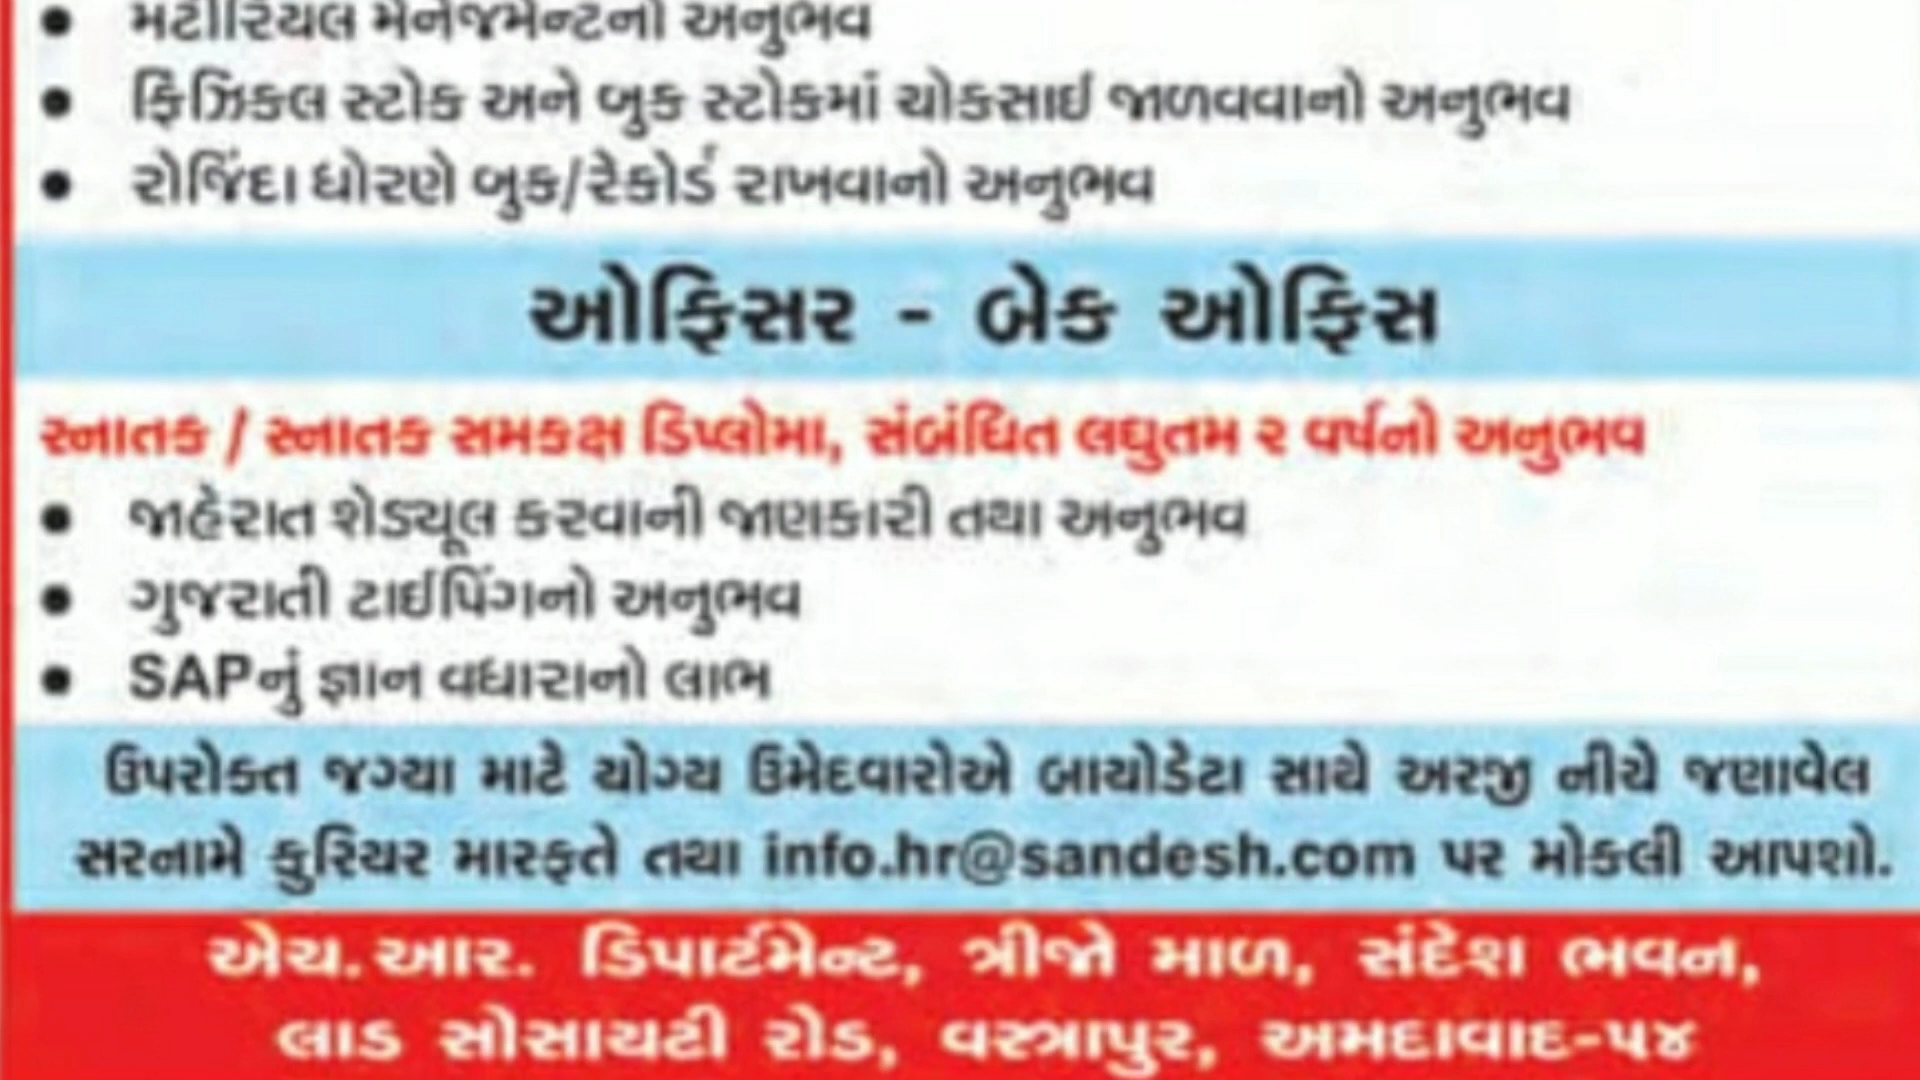 • મટીરિયલ મેનેજમેન્ટનો અનુભવ
• ફિઝિકલ સ્ટોક અને બુક સ્ટોકમાં ચોકસાઈ જાળવવાનો અનુભવ
• રોજિંદા ધોરણે બુક/રેકોર્ડ રાખવાનો અનુભવ
ઓફિસર - બેક ઓફિસ
સ્નાતક / સ્નાતક સમકક્ષ ડિપ્લોમા, સંબંધિત લઘુતમ ૨ વર્ષનો અનુભવ
• જાહેરાત શેડ્યૂલ કરવાની જાણકારી તથા અનુભવ
• ગુજરાતી ટાઈપિંગનો અનુભવ
• SAPનું જ્ઞાન વધારાનો લાભ
ઉપરોક્ત જગ્યા માટે યોગ્ય ઉમેદવારોએ બાયોડેટા સાથે અરજી નીચે જણાવેલ
સરનામે કુરિયર મારફતે તથા info.hr@sandesh.com પર મોકલી આપશો.
એચ.આર. ડિપાર્ટમેન્ટ, ત્રીજો માળ, સંદેશ ભવન,
લાડ સોસાયટી રોડ, વસ્ત્રાપુર, અમદાવાદ-૫૪